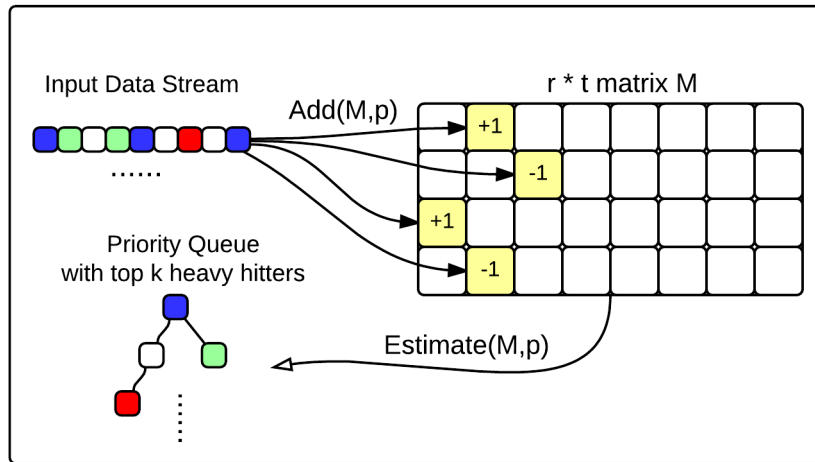 Input Data Stream
......
Add(M,p)
r * t matrix M
+1
-1
+1
-1
Priority Queue
with top k heavy hitters
Estimate(M,p)